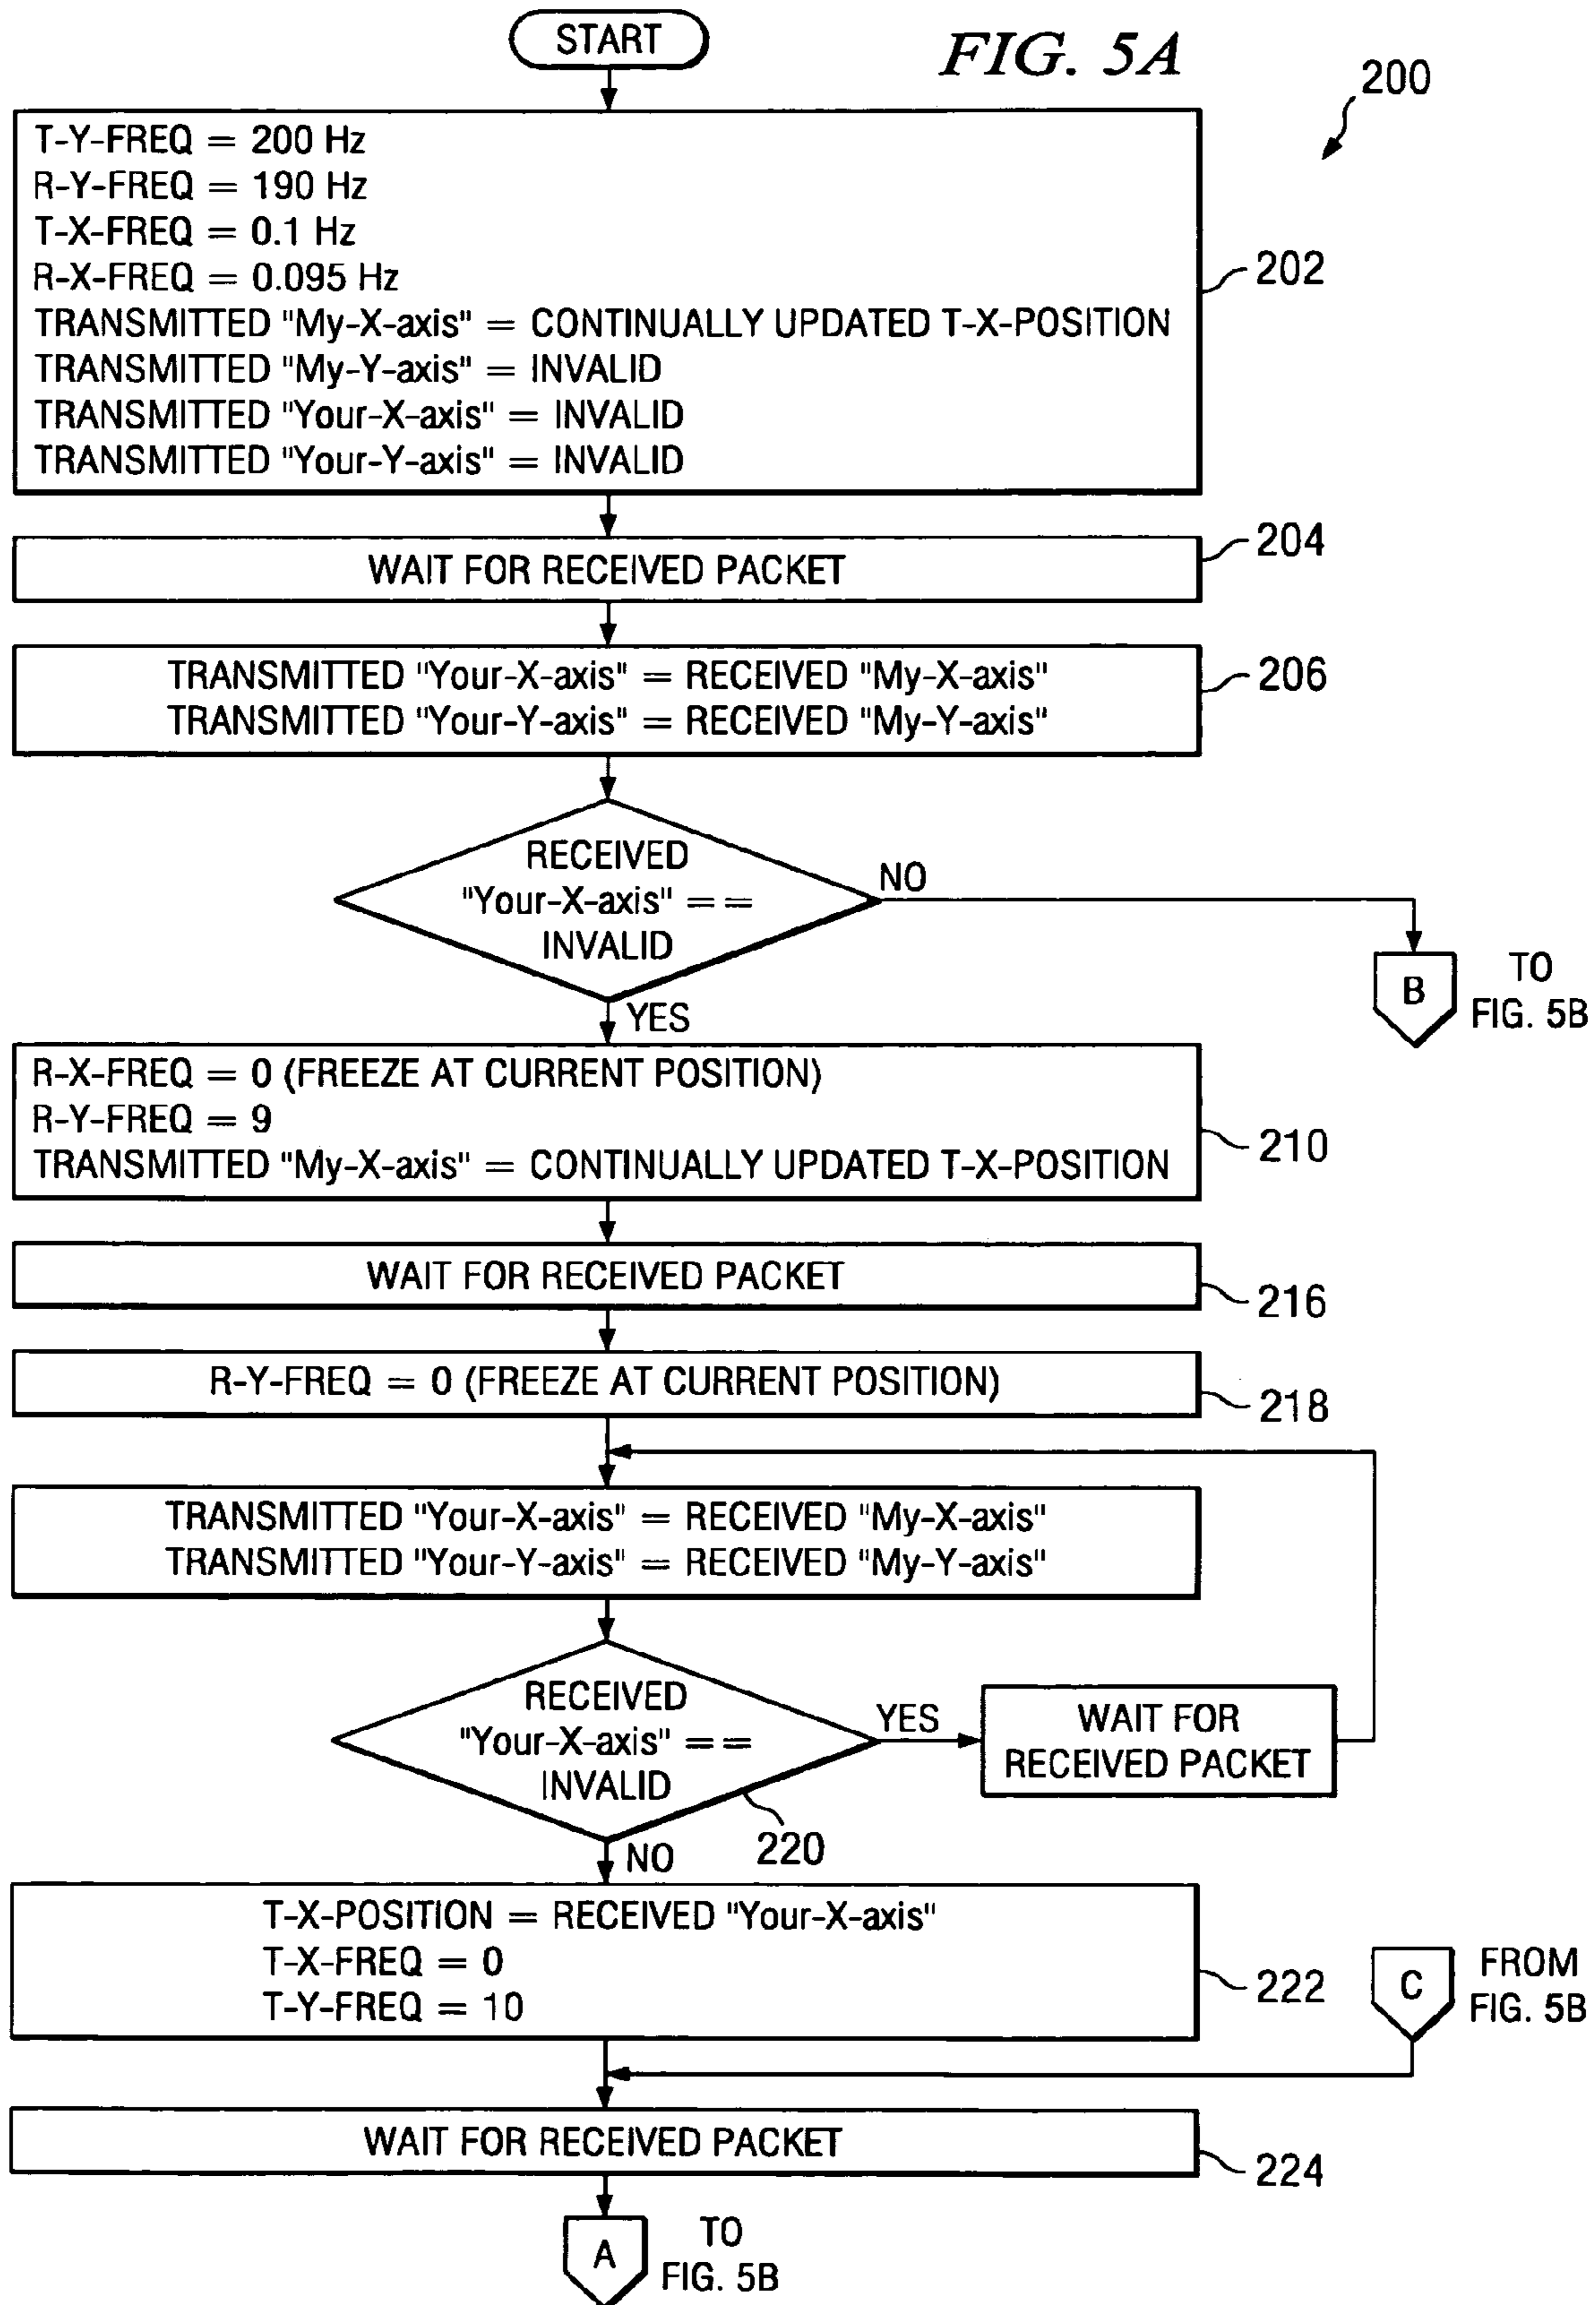 START
FIG. 5A
200
T-Y-FREQ = 200 Hz
R-Y-FREQ = 190 Hz
T-X-FREQ = 0.1 Hz
R-X-FREQ = 0.095 Hz
TRANSMITTED "My-X-axis" = CONTINUALLY UPDATED T-X-POSITION
TRANSMITTED "My-Y-axis" = INVALID
TRANSMITTED "Your-X-axis" = INVALID
TRANSMITTED "Your-Y-axis" = INVALID
202
WAIT FOR RECEIVED PACKET
204
TRANSMITTED "Your-X-axis" = RECEIVED "My-X-axis"
TRANSMITTED "Your-Y-axis" = RECEIVED "My-Y-axis"
206
RECEIVED
"Your-X-axis" ==
INVALID
NO
B
TO
FIG. 5B
YES
R-X-FREQ = 0 (FREEZE AT CURRENT POSITION)
R-Y-FREQ = 9
TRANSMITTED "My-X-axis" = CONTINUALLY UPDATED T-X-POSITION
210
WAIT FOR RECEIVED PACKET
216
R-Y-FREQ = 0 (FREEZE AT CURRENT POSITION)
218
TRANSMITTED "Your-X-axis" = RECEIVED "My-X-axis"
TRANSMITTED "Your-Y-axis" = RECEIVED "My-Y-axis"
RECEIVED
"Your-X-axis" ==
INVALID
YES
WAIT FOR
RECEIVED PACKET
220
NO
T-X-POSITION = RECEIVED "Your-X-axis"
T-X-FREQ = 0
T-Y-FREQ = 10
222
C
FROM
FIG. 5B
WAIT FOR RECEIVED PACKET
224
A
TO
FIG. 5B